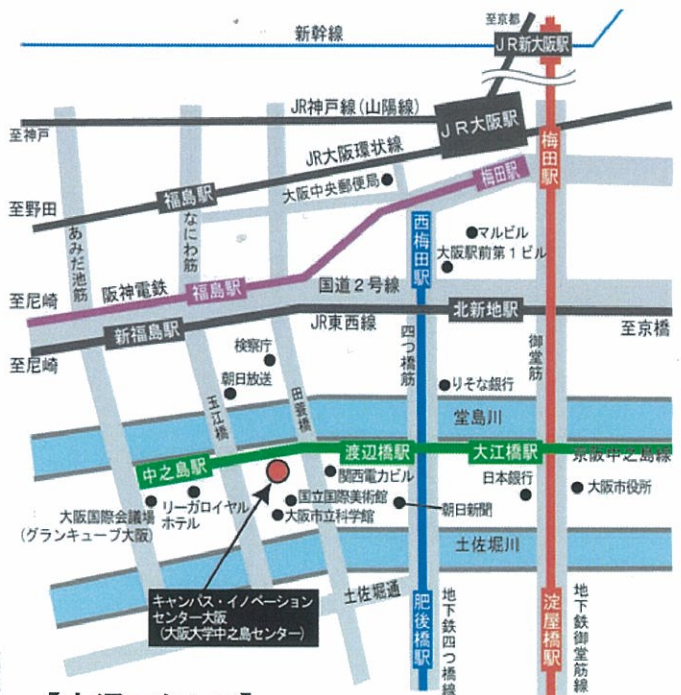 至京都
新幹線
JR新大阪駅
JR神戸線(山陽線)
至神戸
JR大阪駅
JR大阪環状線
梅田駅
大阪中央郵便局
梅田駅
福島駅
至野田
なにわ筋
あみだ池筋
西梅田駅
マルビル
大阪駅前第1ビル
阪神電鉄
福島駅
国道2号線
至尼崎
新福島駅
JR東西線
北新地駅
至京橋
至尼崎
検察庁
四つ橋筋
御堂筋
朝日放送
りそな銀行
玉江橋
田蓑橋
堂島川
中之島駅
渡辺橋駅
大江橋駅
京阪中之島線
関西電力ビル
日本銀行
大阪市役所
大阪国際会議場
(グランキューブ大阪)
リーガロイヤル
ホテル
国立国際美術館
大阪市立科学館
朝日新聞
土佐堀川
キャンパス・イノベーション
センター大阪
(大阪大学中之島センター)
土佐堀通
肥後橋駅
地下鉄四つ橋線
淀屋橋駅
地下鉄御堂筋線